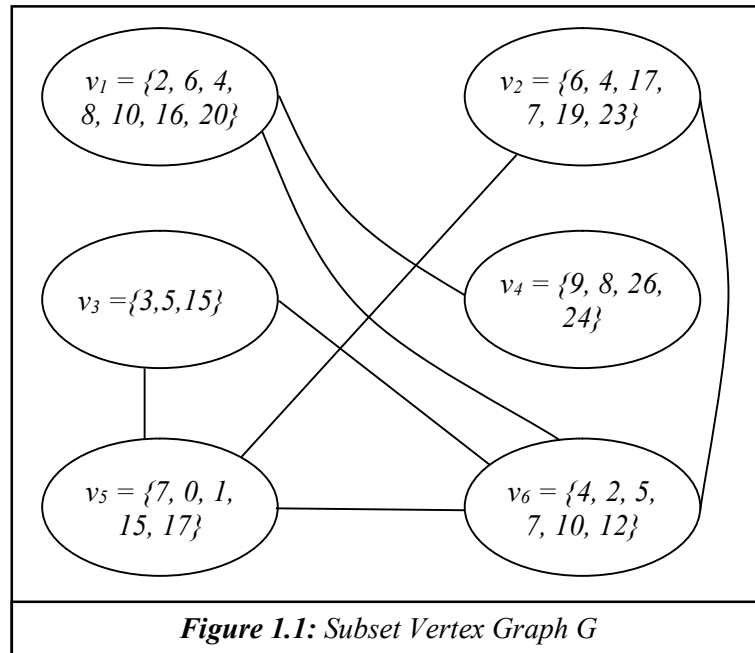 v1 = {2, 6, 4,
8, 10, 16, 20}
v2 = {6, 4, 17,
7, 19, 23}
v3 ={3,5,15}
v4 = {9, 8, 26,
24}
v5 = {7, 0, 1,
15, 17}
v6 = {4, 2, 5,
7, 10, 12}
Figure 1.1: Subset Vertex Graph G